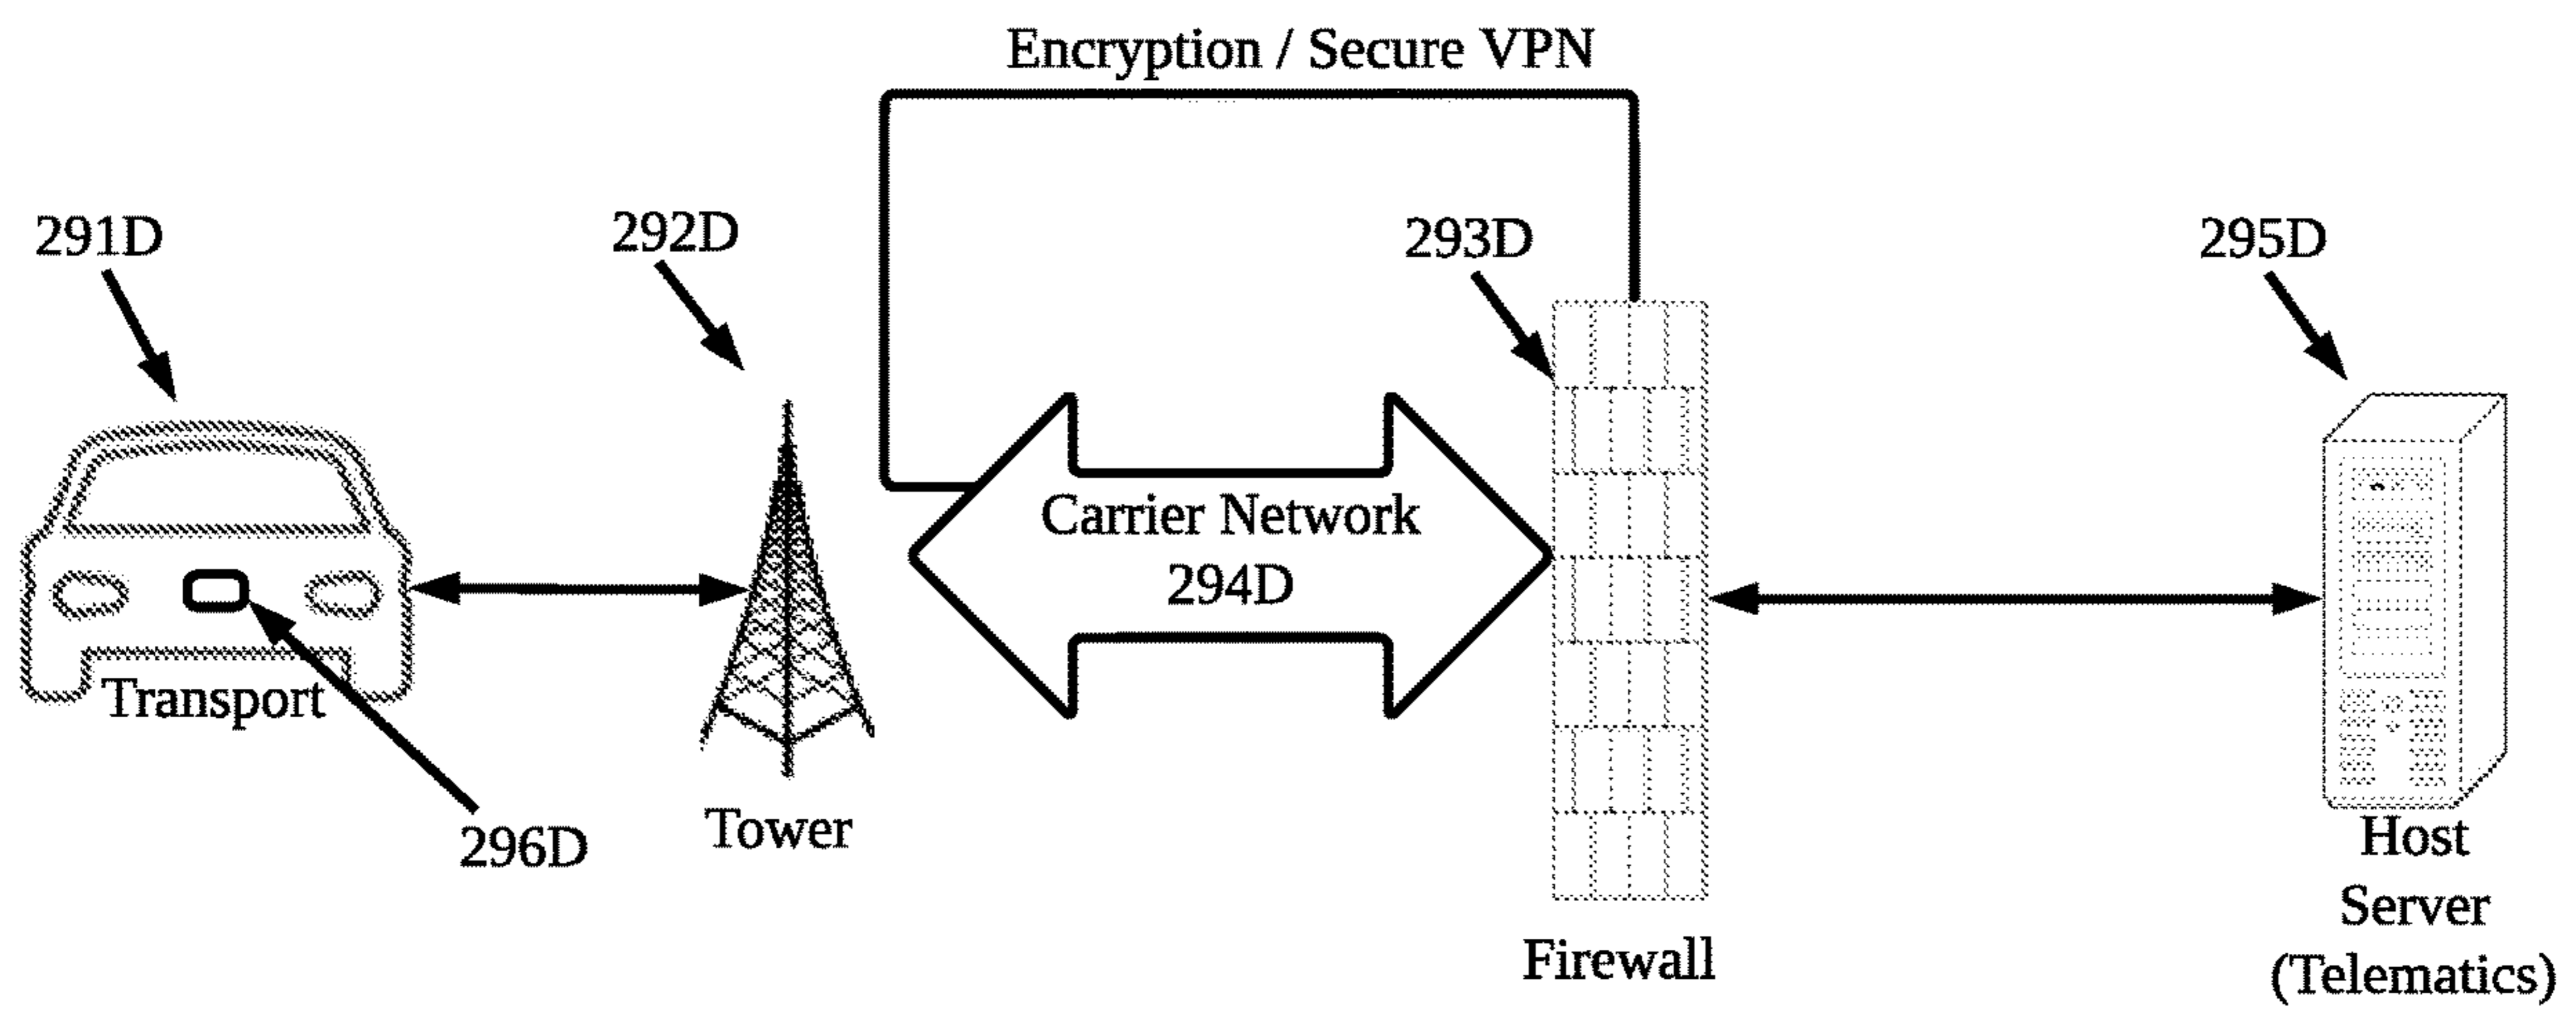 Encryption / Secure VPN
291D
292D
293D
295D
Carrier Network
294D
Transport
296D
Tower
Firewall
Host
Server
(Telematics)